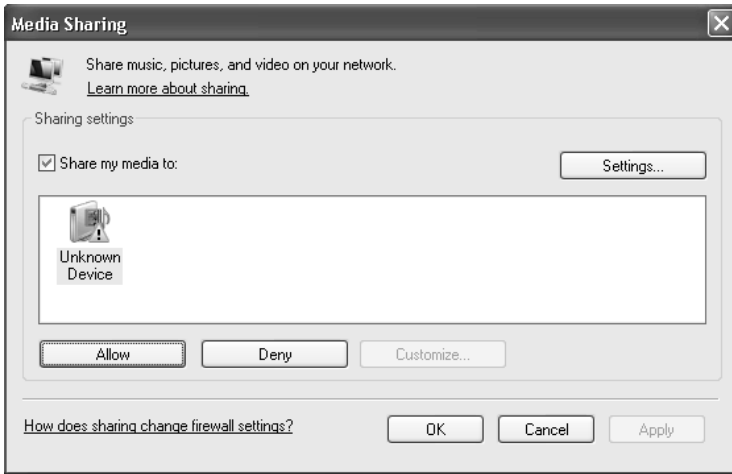 Media Sharing
Share music, pictures, and video on your network.
Learn more about sharing.
Sharing settings
Share my media to:
Settings...
Unknown
Device
Allow
Deny
Customize...
How does sharing change firewall settings?
OK
Cancel
Apply